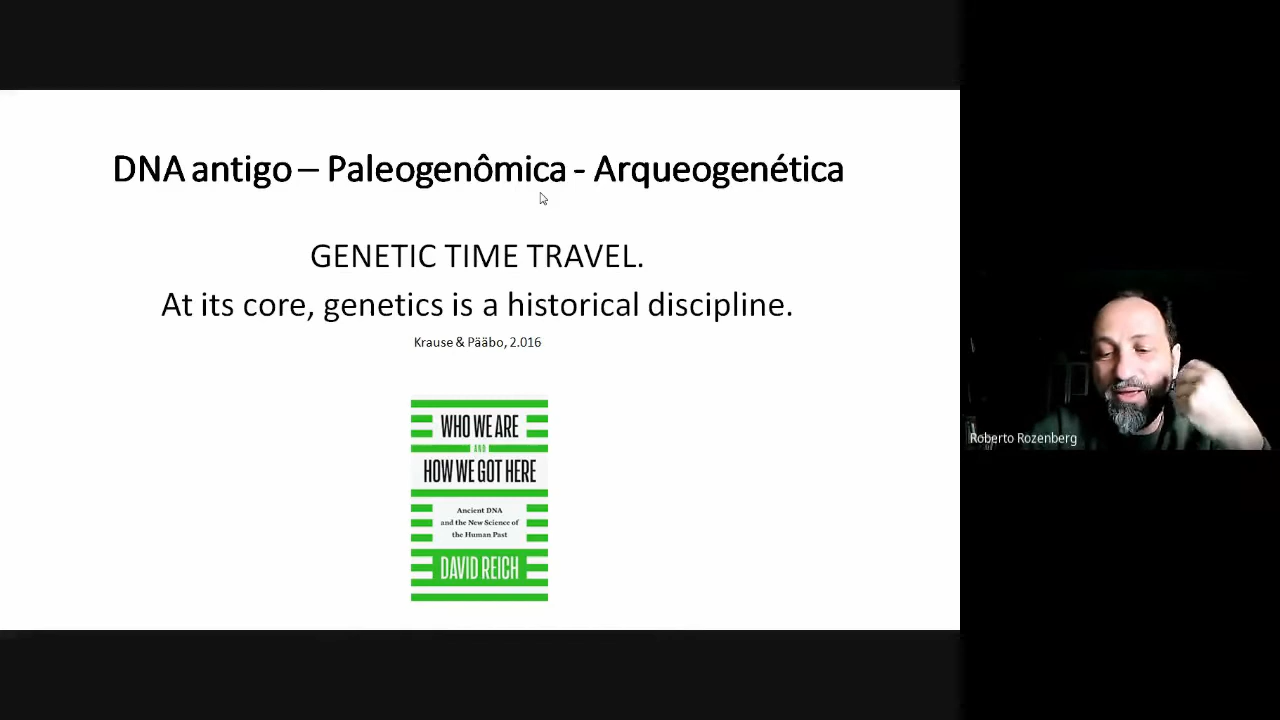 DNA antigo – Paleogenômica - Arqueogenética
GENETIC TIME TRAVEL.
At its core, genetics is a historical discipline.
Krause & Pääbo, 2.016
WHO WE ARE
AND
HOW WE GOT HERE
Ancient DNA
and the New Science of
the Human Past
DAVID REICH
Roberto Rozenberg